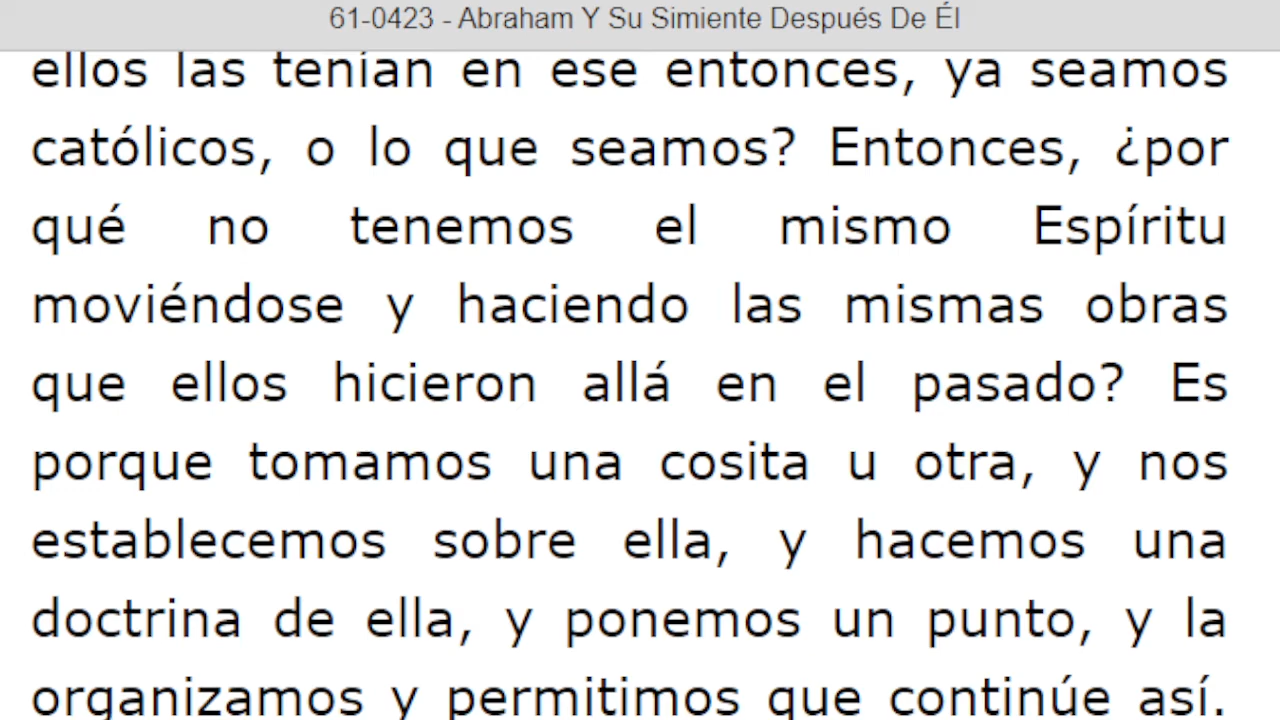 61-0423 - Abraham Y Su Simiente Después De Él
ellos las tenían en ese entonces, ya seamos
católicos, o lo que seamos? Entonces, ¿por
qué no tenemos el mismo Espíritu
moviéndose y haciendo las mismas obras
que ellos hicieron allá en el pasado? Es
porque tomamos una cosita u otra, y nos
establecemos sobre ella, y hacemos una
doctrina de ella, y ponemos un punto, y la
organizamos y permitimos que continúe así.